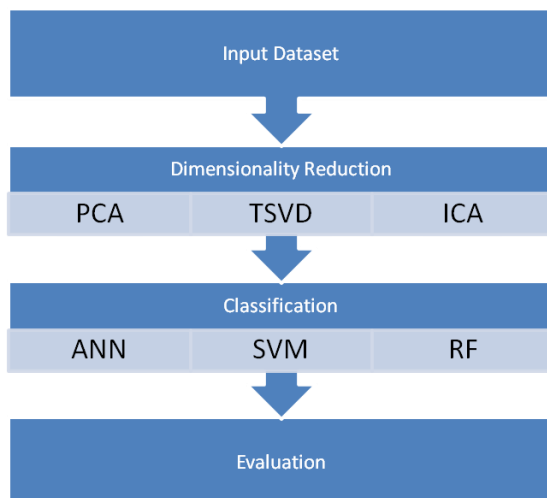 Input Dataset
Dimensionality Reduction
PCA TSVD ICA
Classification
ANN SVM RF
Evaluation